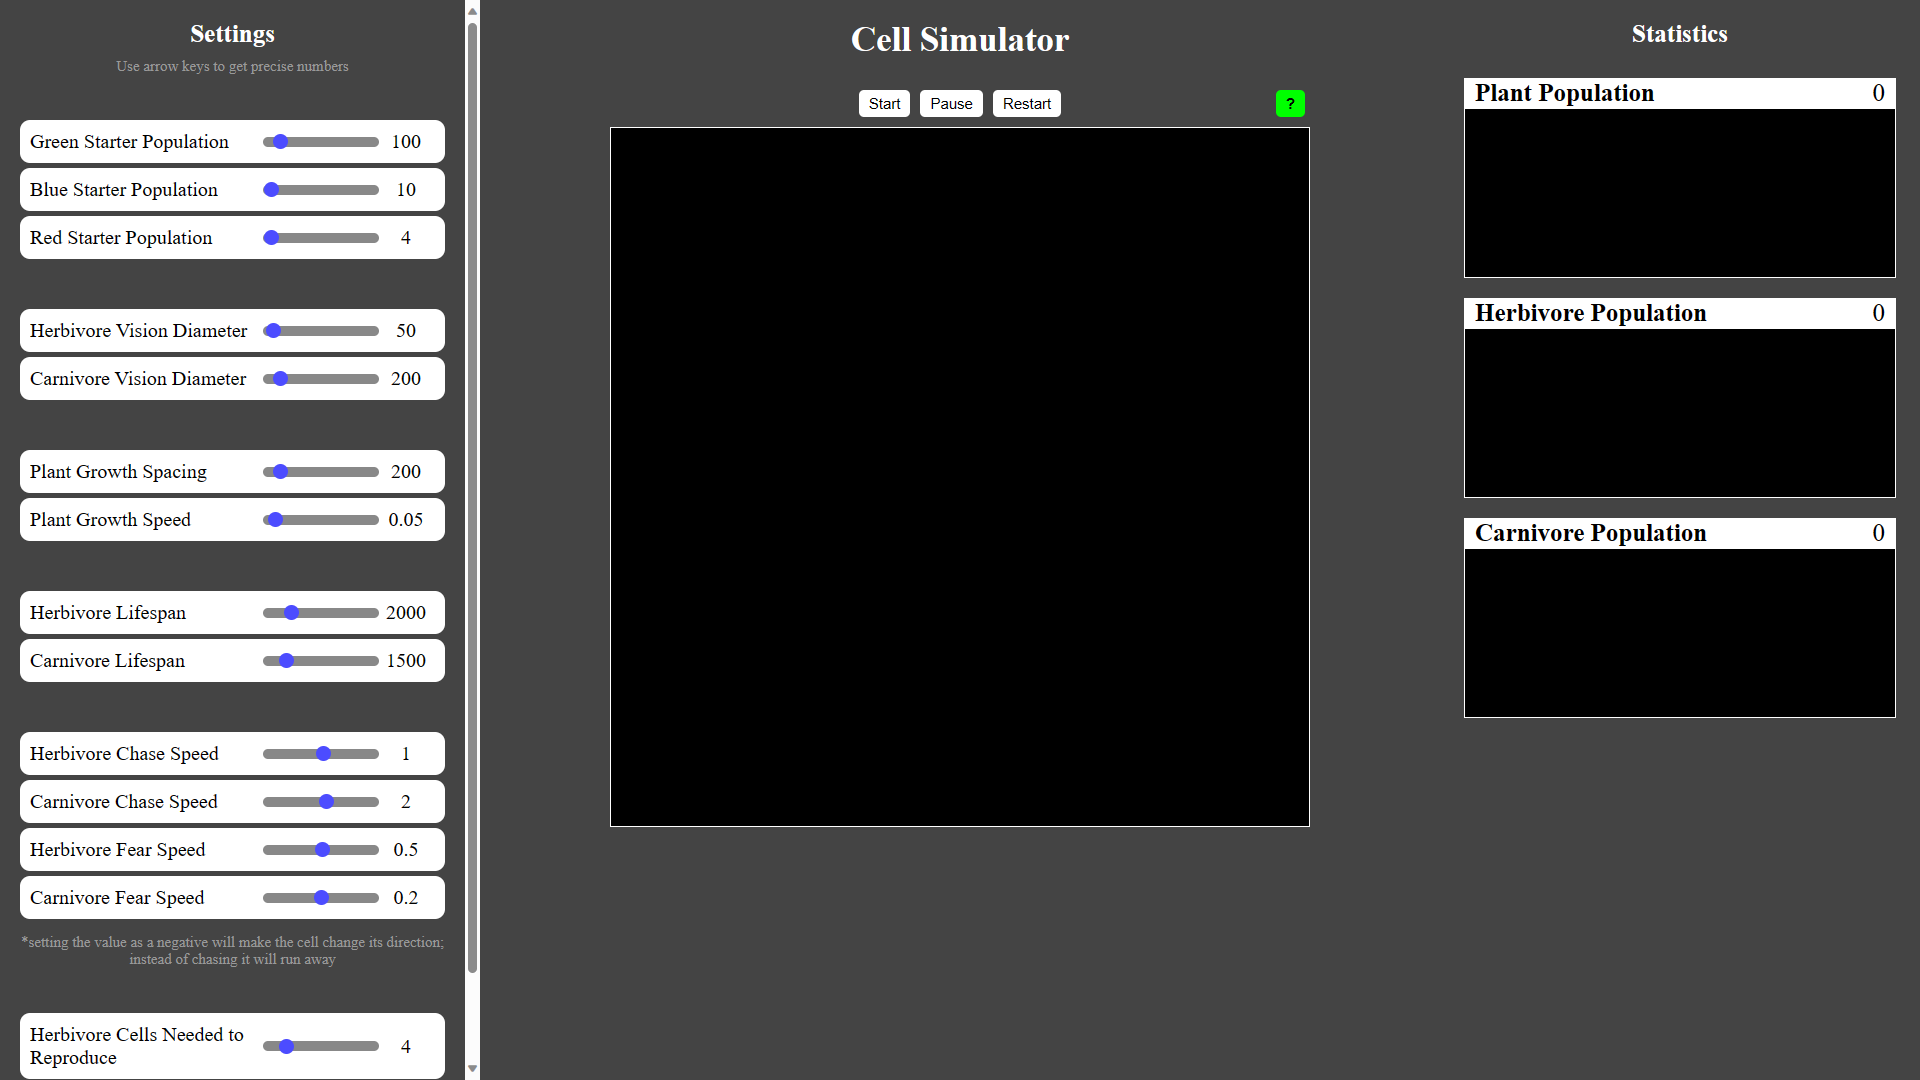 Settings
Use arrow keys to get precise numbers
Green Starter Population 100
Blue Starter Population 10
Red Starter Population 4
Herbivore Vision Diameter 50
Carnivore Vision Diameter 200
Plant Growth Spacing 200
Plant Growth Speed 0.05
Herbivore Lifespan 2000
Carnivore Lifespan 1500
Herbivore Chase Speed 1
Carnivore Chase Speed 2
Herbivore Fear Speed 0.5
Carnivore Fear Speed 0.2
*setting the value as a negative will make the cell change its direction;
instead of chasing it will run away
Herbivore Cells Needed to
Reproduce 4
Cell Simulator
Start Pause Restart ?
Statistics
Plant Population 0
Herbivore Population 0
Carnivore Population 0